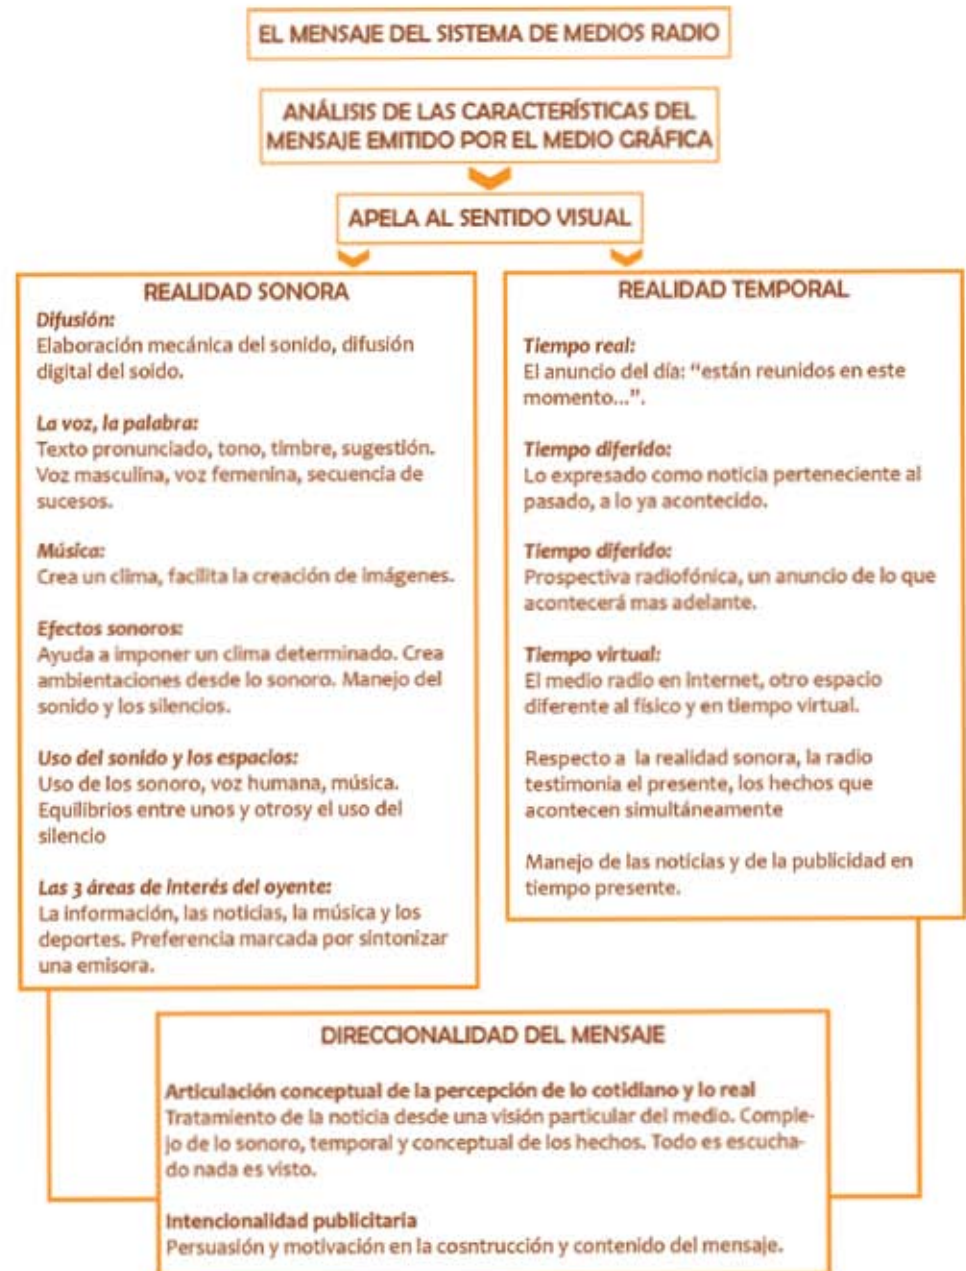 EL MENSAJE DEL SISTEMA DE MEDIOS RADIO
ANÁLISIS DE LAS CARACTERÍSTICAS DEL
MENSAJE EMITIDO POR EL MEDIO GRÁFICA
APELA AL SENTIDO VISUAL
REALIDAD SONORA
Difusión:
Elaboración mecánica del sonido, difusión
digital del soido.
La voz, la palabra:
Texto pronunciado, tono, timbre, sugestión.
Voz masculina, voz femenina, secuencia de
sucesos.
Música:
Crea un clima, facilita la creación de imágenes.
Efectos sonoros:
Ayuda a imponer un clima determinado. Crea
ambientaciones desde lo sonoro. Manejo del
sonido y los silencios.
Uso del sonido y los espacios:
Uso de los sonoro, voz humana, música.
Equilibrios entre unos y otrosy el uso del
silencio
Las 3 áreas de interés del oyente:
La información, las noticias, la música y los
deportes. Preferencia marcada por sintonizar
una emisora.
REALIDAD TEMPORAL
Tiempo real:
El anuncio del día: “están reunidos en este
momento...”.
Tiempo diferido:
Lo expresado como noticia perteneciente al
pasado, a lo ya acontecido.
Tiempo diferido:
Prospectiva radiofónica, un anuncio de lo que
acontecerá mas adelante.
Tiempo virtual:
El medio radio en internet, otro espacio
diferente al físico y en tiempo virtual.
Respecto a la realidad sonora, la radio
testimonia el presente, los hechos que
acontecen simultáneamente
Manejo de las noticias y de la publicidad en
tiempo presente.
DIRECCIONALIDAD DEL MENSAJE
Articulación conceptual de la percepción de lo cotidiano y lo real
Tratamiento de la noticia desde una visión particular del medio. Comple-
jo de lo sonoro, temporal y conceptual de los hechos. Todo es escucha-
do nada es visto.
Intencionalidad publicitaria
Persuasión y motivación en la cosntrucción y contenido del mensaje.